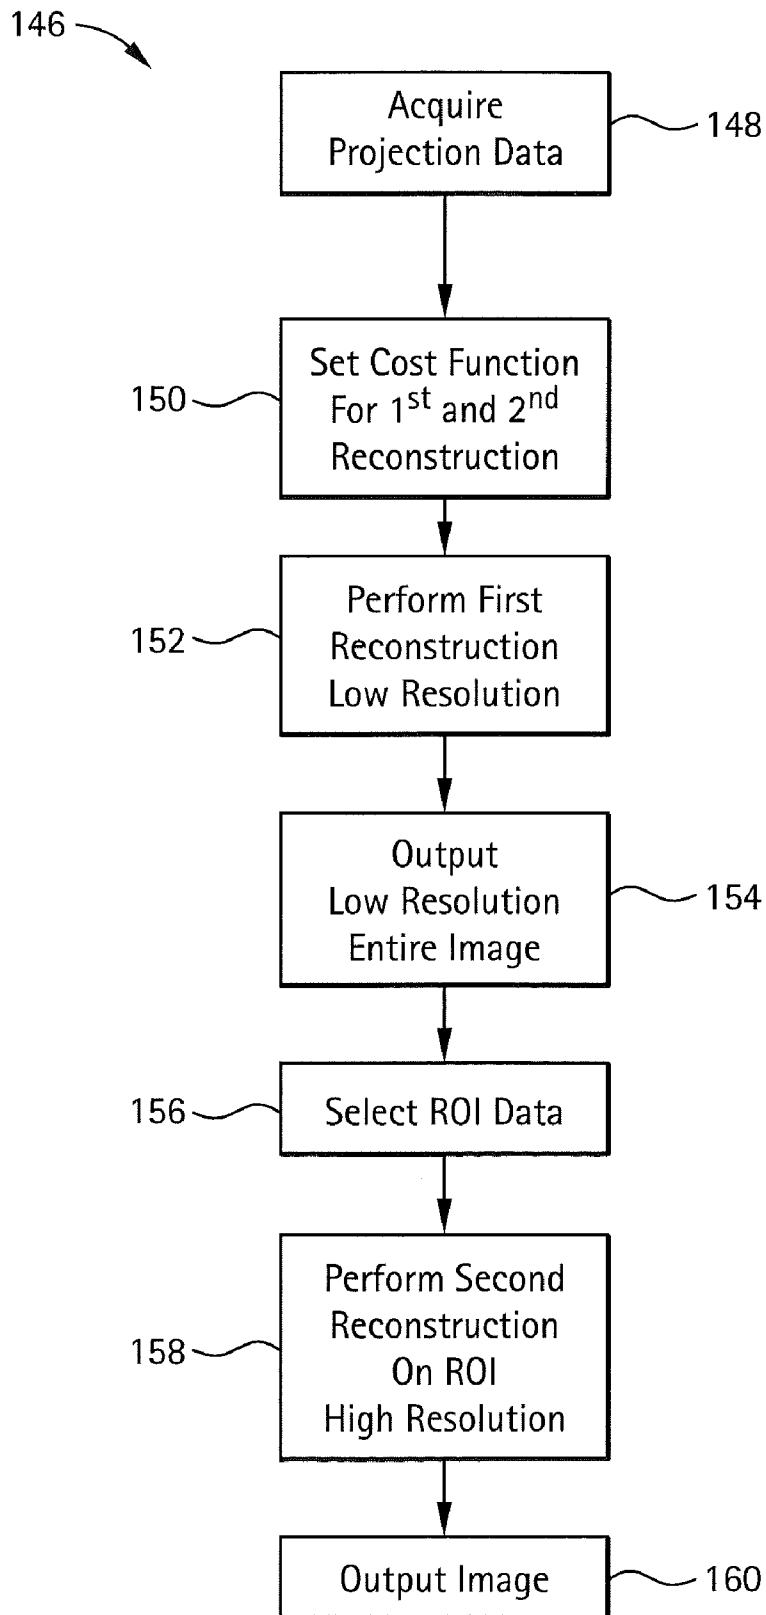 146
Acquire
Projection Data
148
Set Cost Function
For 1st and 2nd
Reconstruction
150
Perform First
Reconstruction
Low Resolution
152
Output
Low Resolution
Entire Image
154
Select ROI Data
156
Perform Second
Reconstruction
On ROI
High Resolution
158
Output Image
160